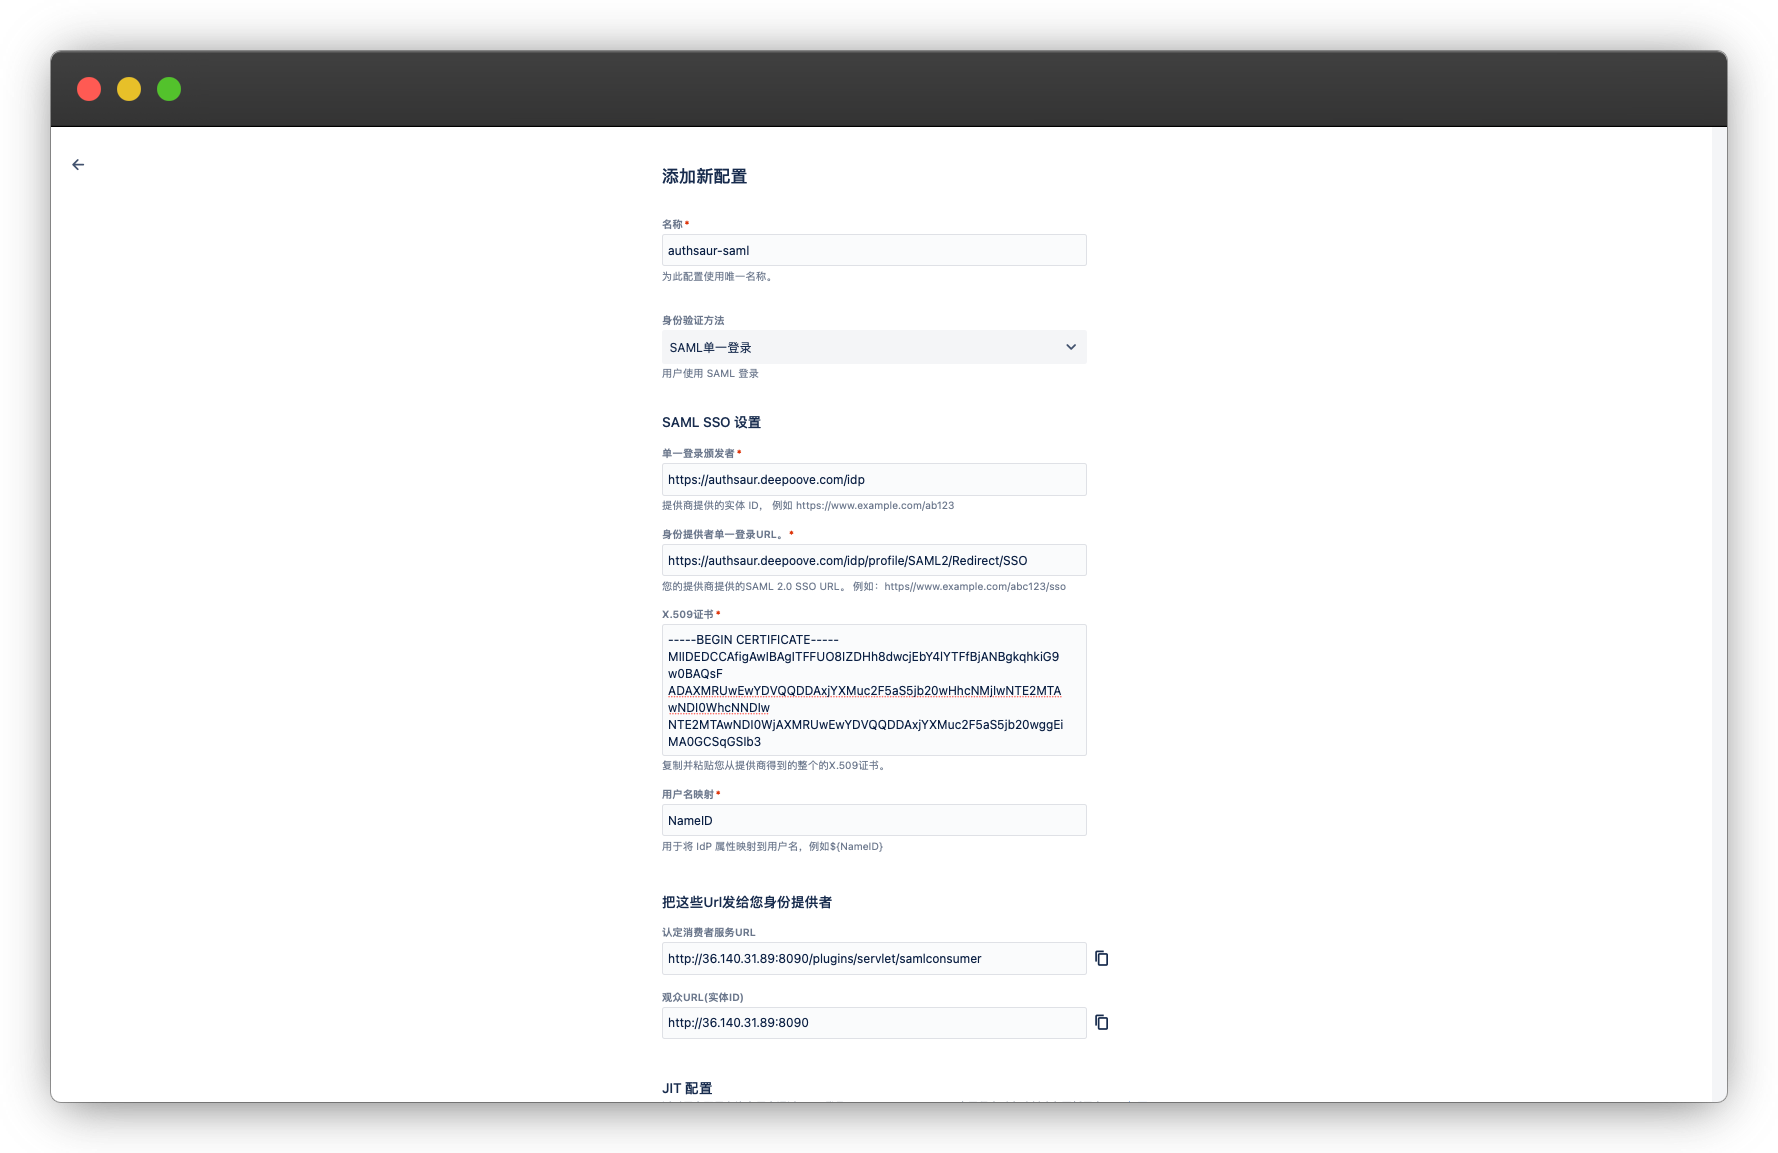 添加新配置
名称*
authsaur-saml
为此配置使用唯一名称。
身份验证方法
SAML单一登录
用户使用 SAML 登录
SAML SSO 设置
单一登录颁发者*
https://authsaur.deepoove.com/idp
提供商提供的实体 ID， 例如 https://www.example.com/ab123
身份提供者单一登录URL。*
https://authsaur.deepoove.com/idp/profile/SAML2/Redirect/SSO
您的提供商提供的SAML 2.0 SSO URL。 例如：https//www.example.com/abc123/sso
X.509证书*
-----BEGIN CERTIFICATE-----
MIIDEDCCAfigAwIBAgITFFUO8IZDHh8dwcjEbY4IYTFfBjANBgkqhkiG9
w0BAQsF
ADAXMRUwEwYDVQQDDAxjYXMuc2F5aS5jb20wHhcNMjIwNTE2MTA
wNDI0WhcNNDIw
NTE2MTAwNDI0WjAXMRUwEwYDVQQDDAxjYXMuc2F5aS5jb20wggEi
MA0GCSqGSIb3
复制并粘贴您从提供商得到的整个的X.509证书。
用户名映射*
NameID
用于将 IdP 属性映射到用户名，例如${NameID}
把这些Url发给您身份提供者
认定消费者服务URL
http://36.140.31.89:8090/plugins/servlet/samlconsumer
观众URL(实体ID)
http://36.140.31.89:8090
JIT 配置